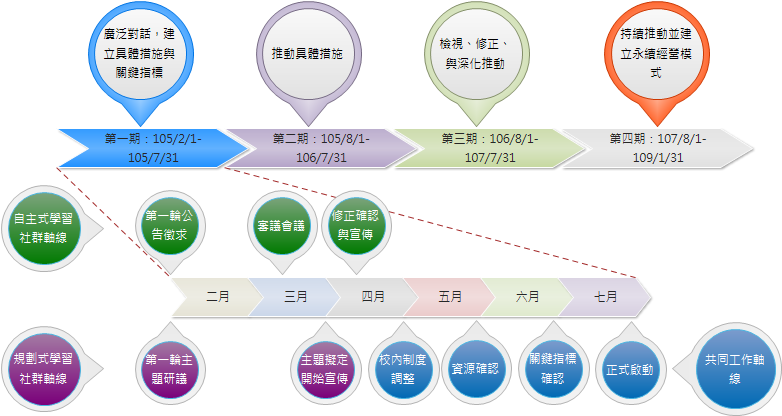 廣泛對話，建
立具體措施與
關鍵指標
推動具體措施
檢視、修正、
與深化推動
持續推動並建
立永續經營模
式
第一期：105/2/1-
105/7/31
第二期：105/8/1-
106/7/31
第三期：106/8/1-
107/7/31
第四期：107/8/1-
109/1/31
自主式學習
社群軸線
第一輪公
告徵求
審議會議
修正確認
與宣傳
二月
三月
四月
五月
六月
七月
規劃式學習
社群軸線
第一輪主
題研議
主題擬定
開始宣傳
校內制度
調整
資源確認
關鍵指標
確認
正式啟動
共同工作軸
線